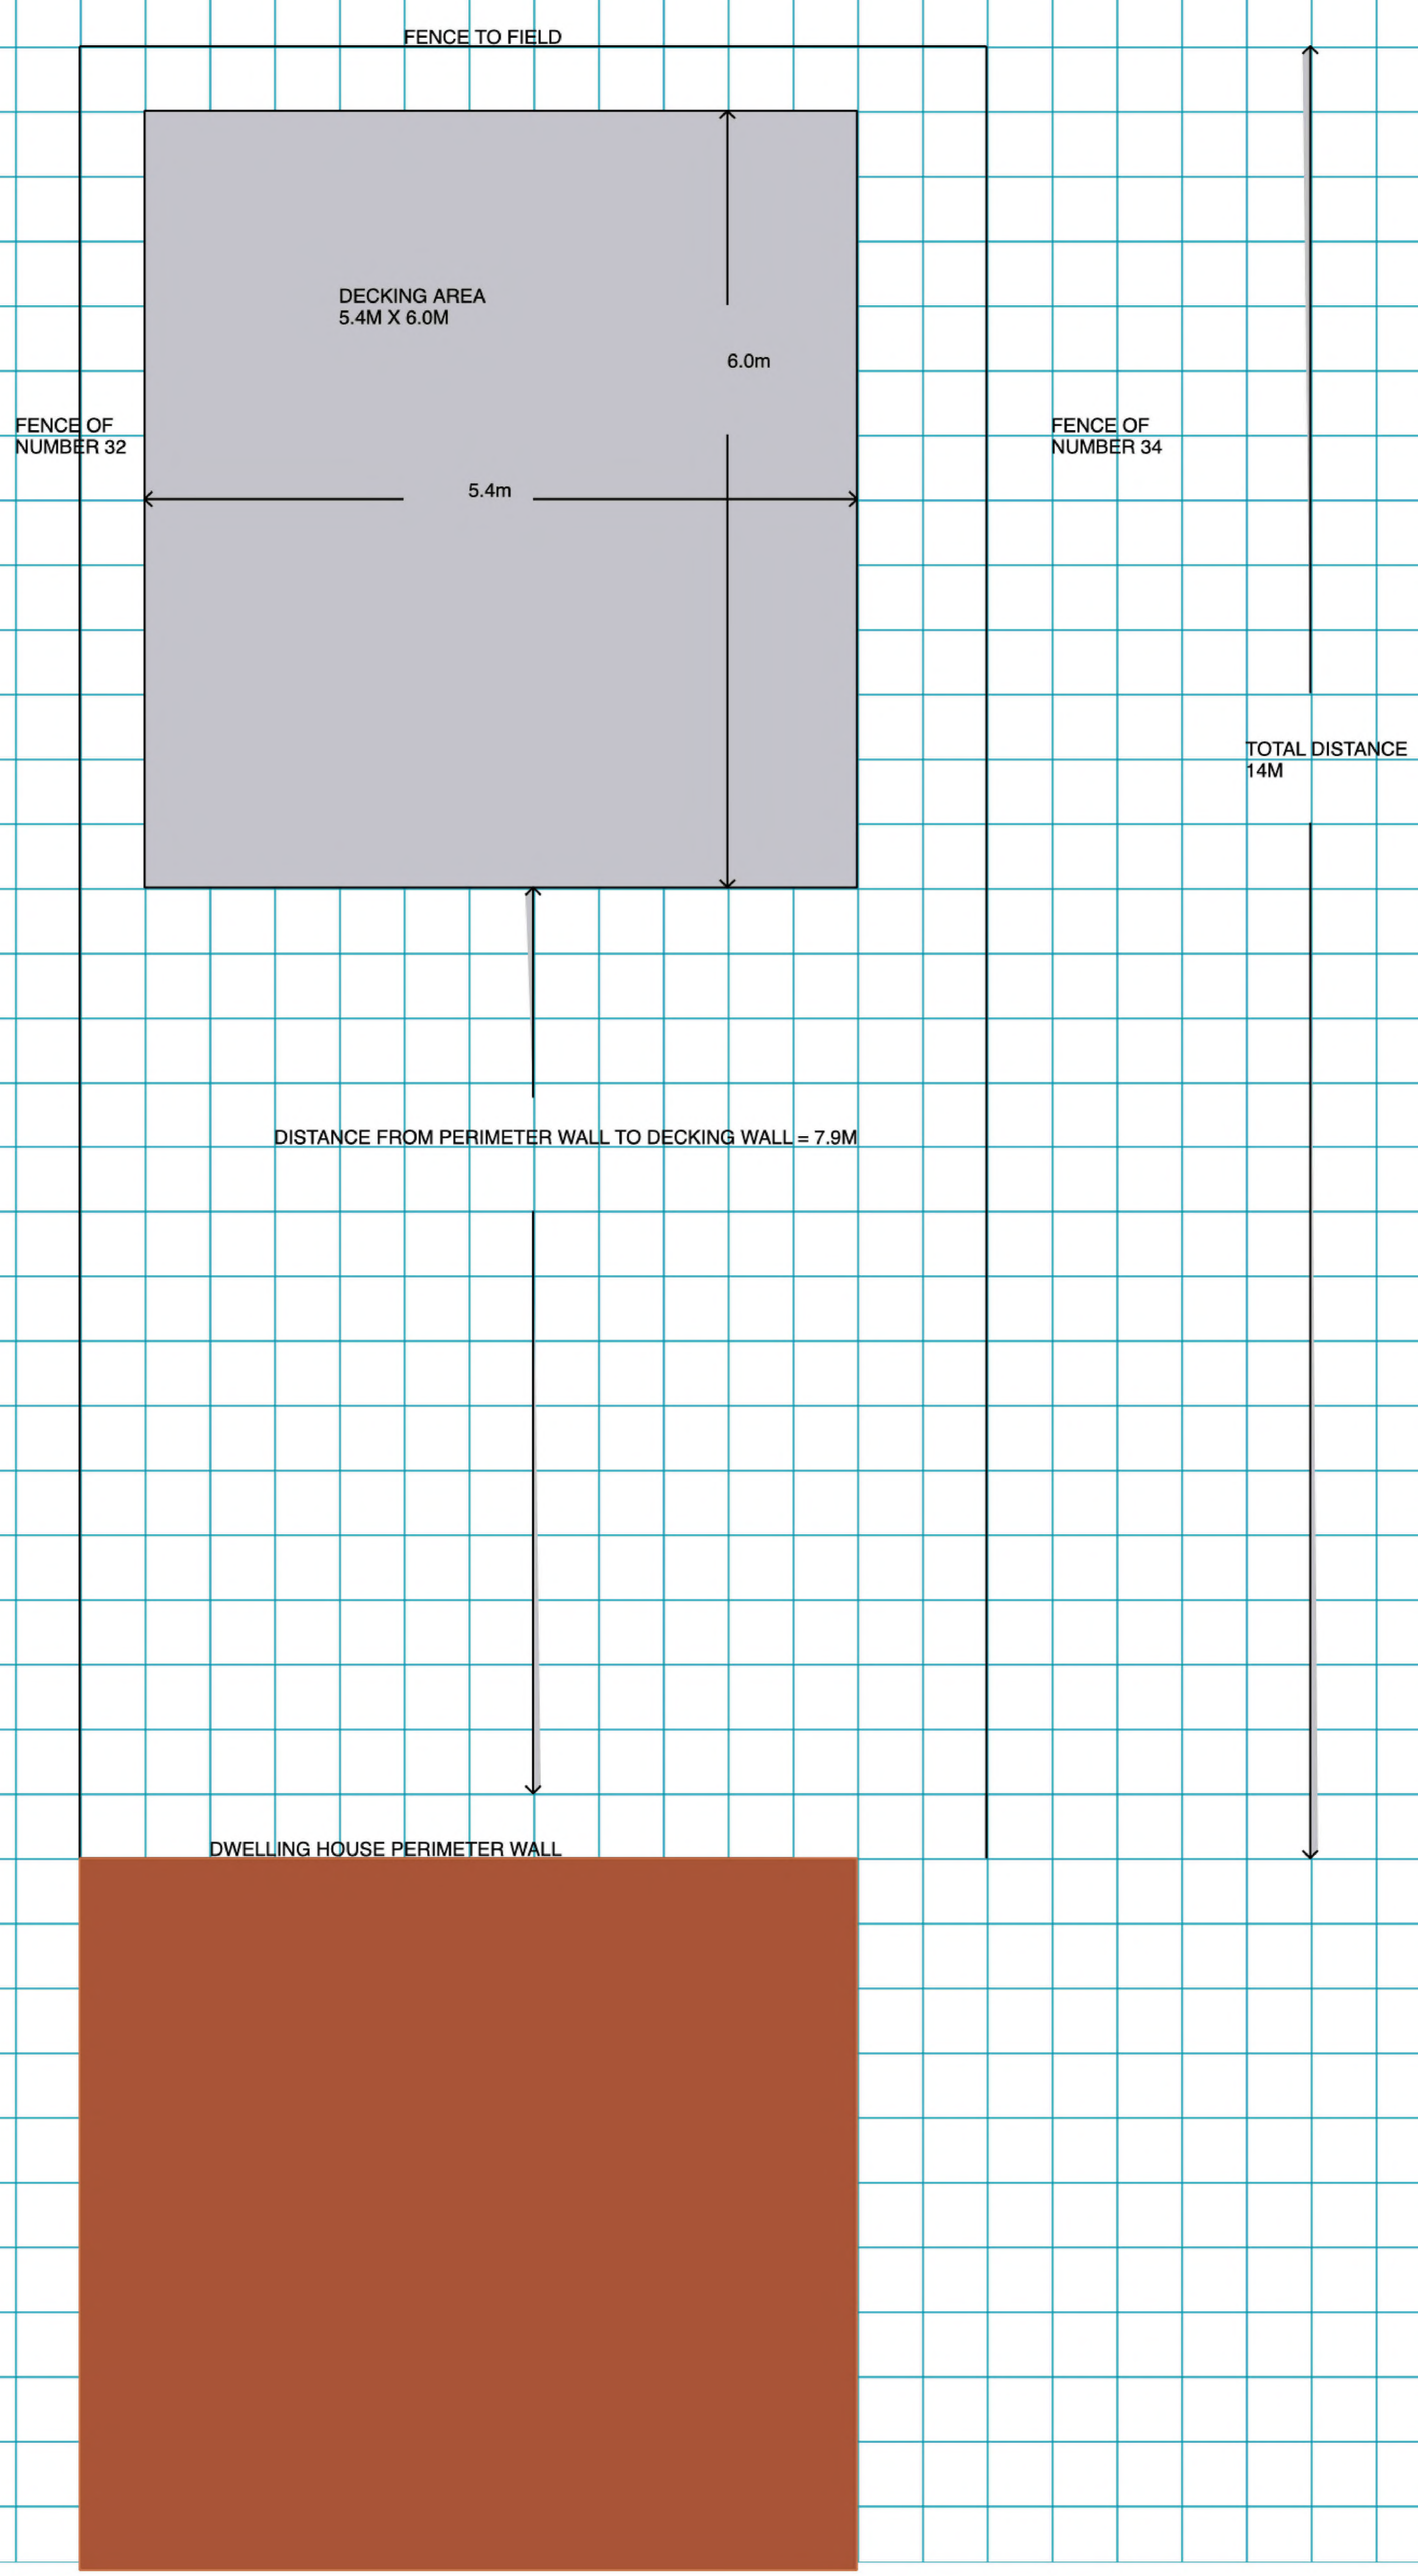 FENCE TO FIELD
DECKING AREA
5.4M X 6.0M
6.0m
FENCE OF
NUMBER 32
FENCE OF
NUMBER 34
5.4m
TOTAL DISTANCE
14M
DISTANCE FROM PERIMETER WALL TO DECKING WALL = 7.9M
DWELLING HOUSE PERIMETER WALL